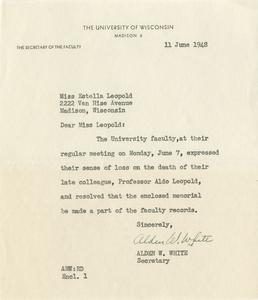 THE UNIVERSITY OF WISCONSIN
MADISON 6
THE SECRETARY OF THE FACULTY
11 June 1948
Miss Estella Leopold
2222 Van Hise Avenue
Madison, Wisconsin
Dear Miss Leopold:
The University faculty,at their
regular meeting on Monday, June 7, expressed
their sense of loss on the death of their
late colleague, Professor Aldo Leopold,
and resolved that the enclosed memorial
be made a part of the faculty records.
Sincerely,
Alden W. White
ALDEN W. WHITE
Secretary
AWW:ED
Encl. 1